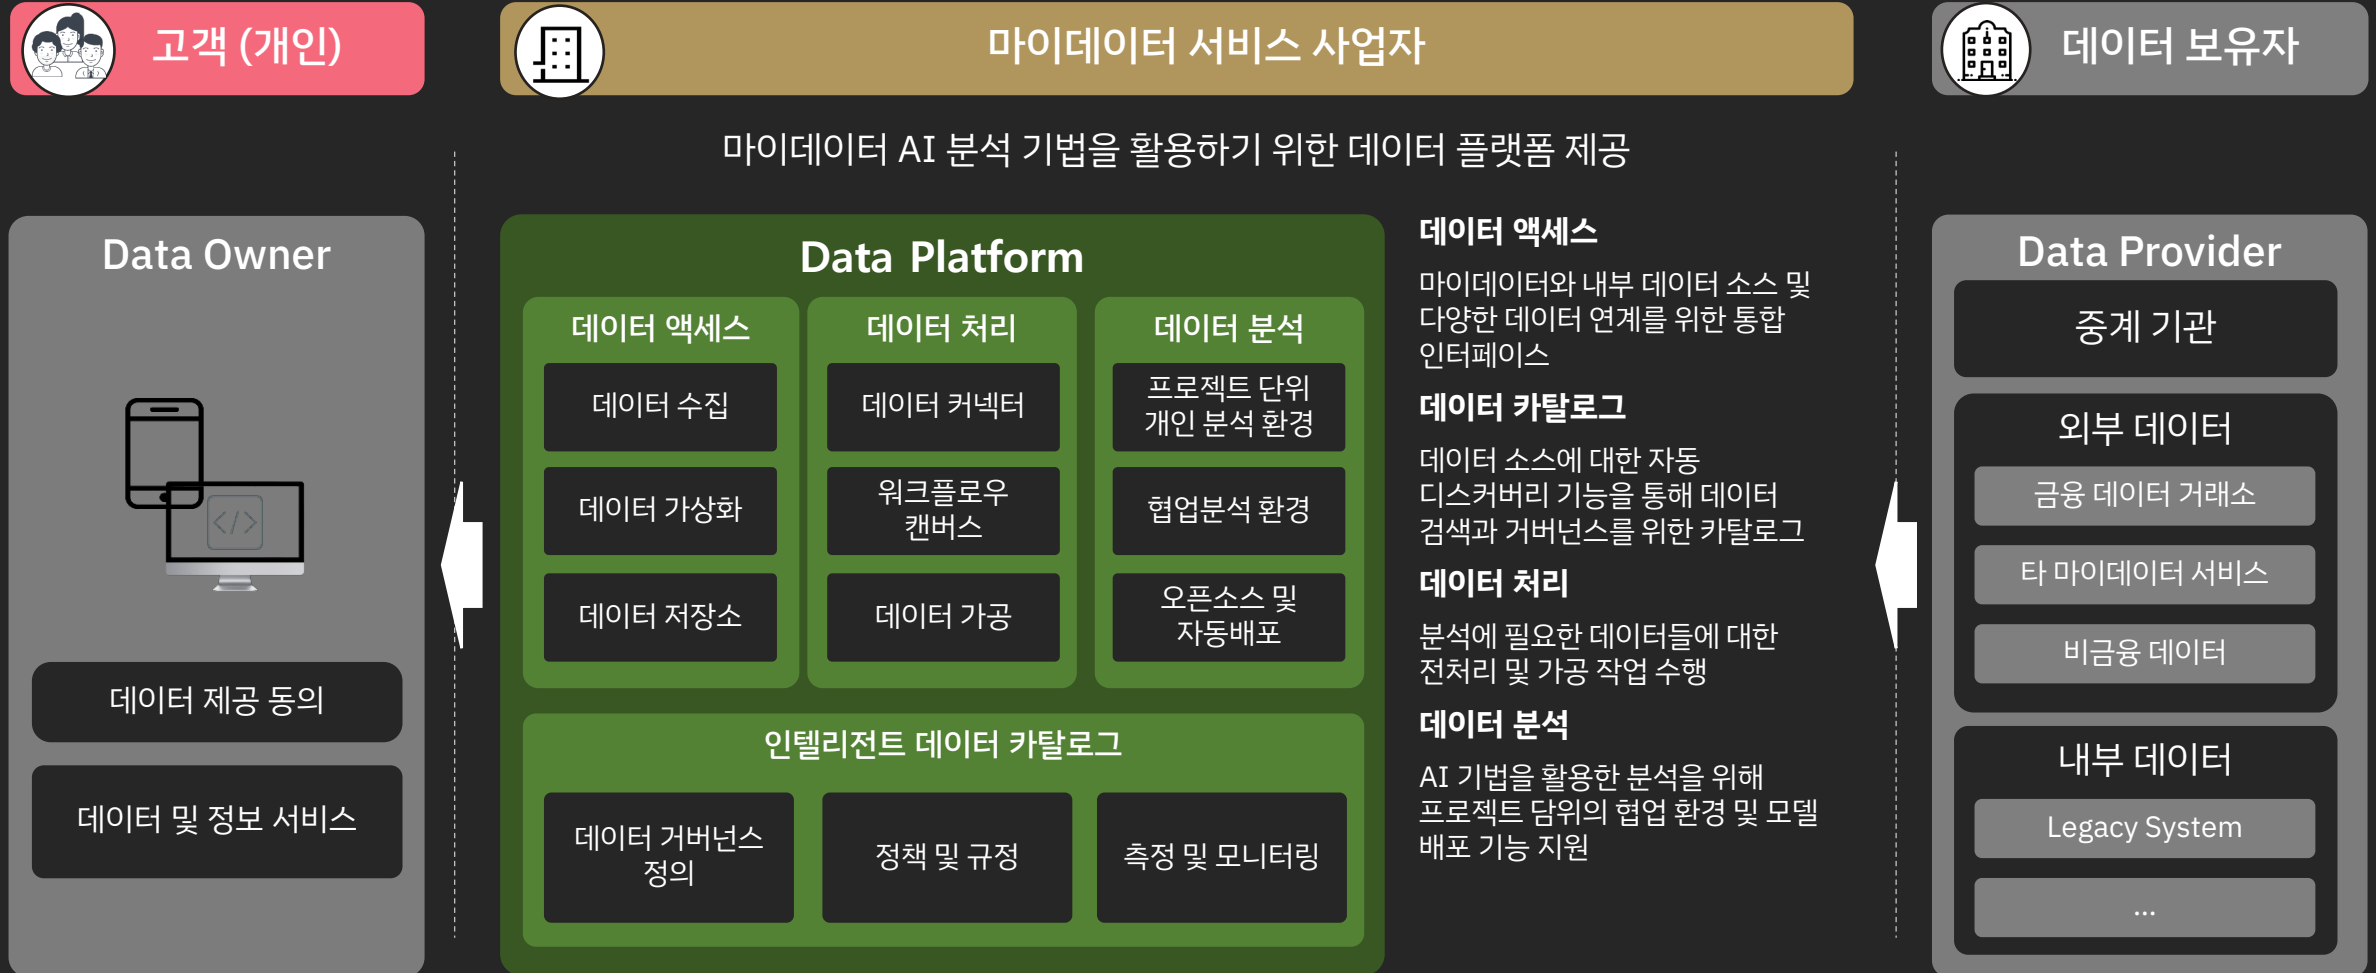 고객 (개인)
마이데이터 서비스 사업자
데이터 보유자
마이데이터 AI 분석 기법을 활용하기 위한 데이터 플랫폼 제공
Data Owner
데이터 제공 동의
데이터 및 정보 서비스
Data Platform
데이터 액세스
데이터 수집
데이터 가상화
데이터 저장소
데이터 처리
데이터 커넥터
워크플로우
캔버스
데이터 가공
데이터 분석
프로젝트 단위
개인 분석 환경
협업분석 환경
오픈소스 및
자동배포
인텔리전트 데이터 카탈로그
데이터 거버넌스
정의
정책 및 규정
측정 및 모니터링
데이터 액세스
마이데이터와 내부 데이터 소스 및
다양한 데이터 연계를 위한 통합
인터페이스
데이터 카탈로그
데이터 소스에 대한 자동
디스커버리 기능을 통해 데이터
검색과 거버넌스를 위한 카탈로그
데이터 처리
분석에 필요한 데이터들에 대한
전처리 및 가공 작업 수행
데이터 분석
AI 기법을 활용한 분석을 위해
프로젝트 담위의 협업 환경 및 모델
배포 기능 지원
Data Provider
중계 기관
외부 데이터
금융 데이터 거래소
타 마이데이터 서비스
비금융 데이터
내부 데이터
Legacy System
...